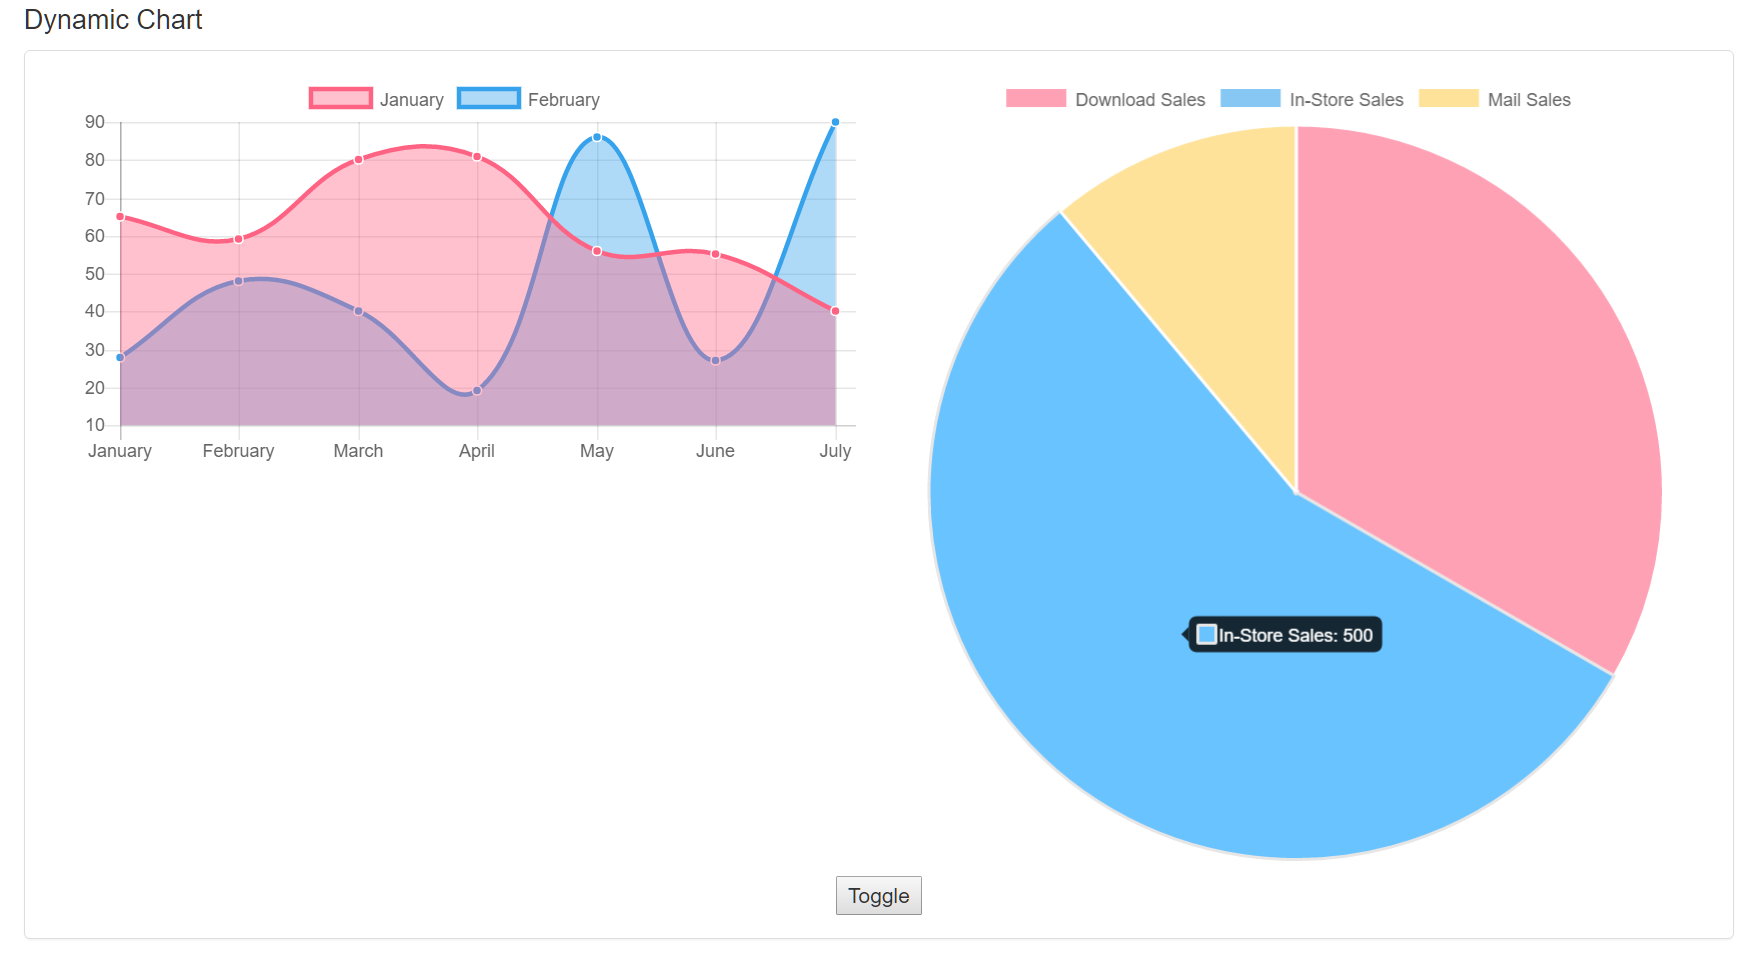 Dynamic Chart
January February
90
80
70
60
50
40
30
20
10
January February March April May June July
Download Sales In-Store Sales Mail Sales
In-Store Sales: 500
Toggle